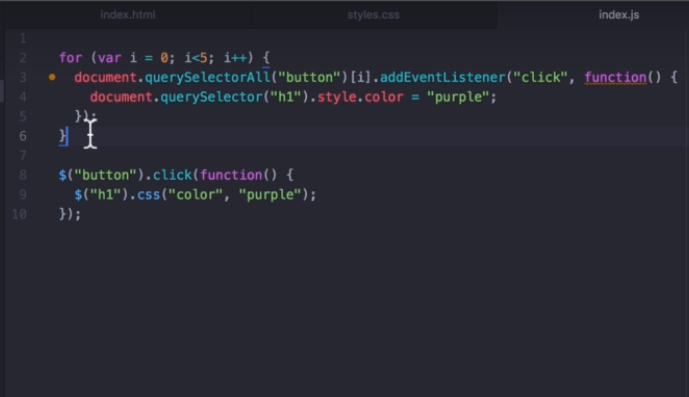 index.html
styles.css
index.js
1
2 for (var i = 0; i<5; i++) {
3 document.querySelectorAll("button")[i].addEventListener("click", function() {
4 document.querySelector("h1").style.color = "purple";
5 });
6 }
7
8 $("button").click(function() {
9 $("h1").css("color", "purple");
10 });